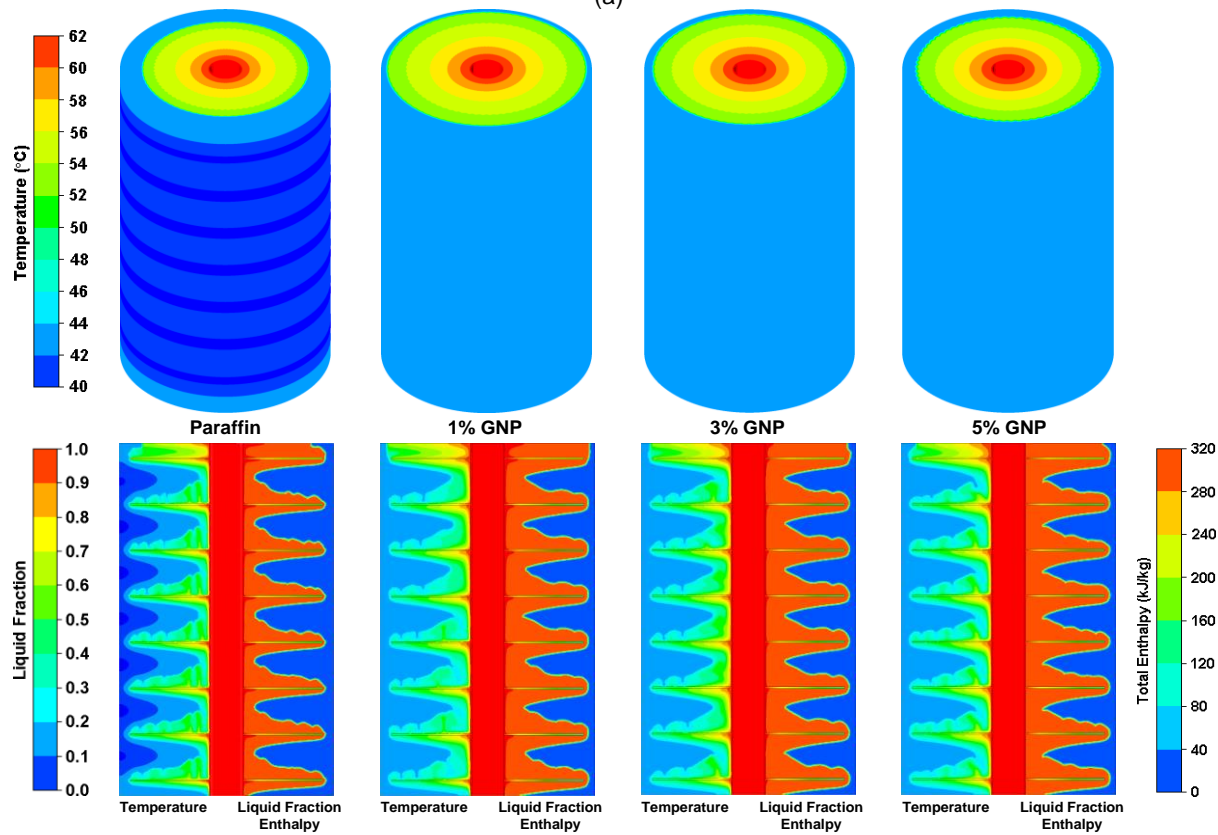 (a)
Temperature (°C)
62
60
58
56
54
52
50
48
46
44
42
40
Paraffin
1% GNP
3% GNP
5% GNP
Liquid Fraction
1.0
0.9
0.8
0.7
0.6
0.5
0.4
0.3
0.2
0.1
0.0
320
280
240
200
160
120
80
40
0
Total Enthalpy (kJ/kg)
Temperature Liquid Fraction Enthalpy
Temperature Liquid Fraction Enthalpy
Temperature Liquid Fraction Enthalpy
Temperature Liquid Fraction Enthalpy